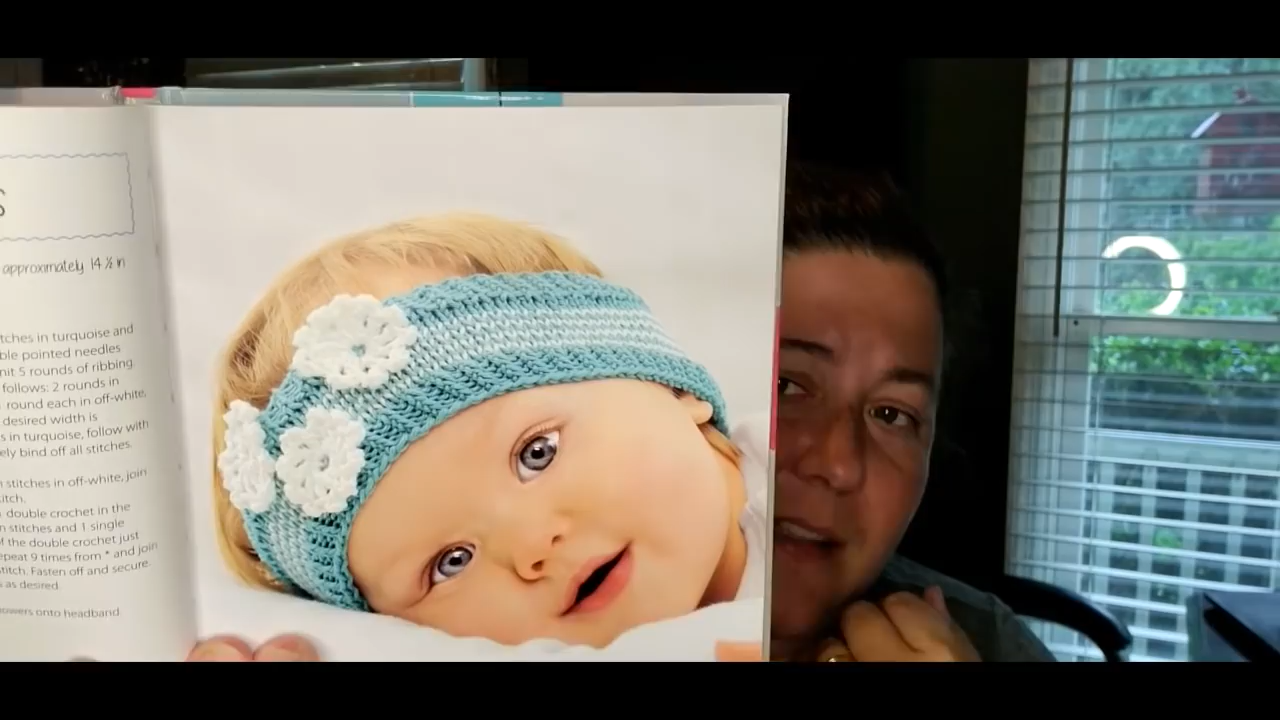 S
approximately 14 ½ in
tches in turquoise and
ble pointed needles
nit 5 rounds of ribbing
follows: 2 rounds in
round each in off-white,
desired width is
s in turquoise, follow with
ely bind off all stitches.
stitches in off-white, join
titch.
double crochet in the
n stitches and 1 single
f the double crochet just
epeat 9 times from * and join
titch. Fasten off and secure.
s as desired.
owers onto headband.